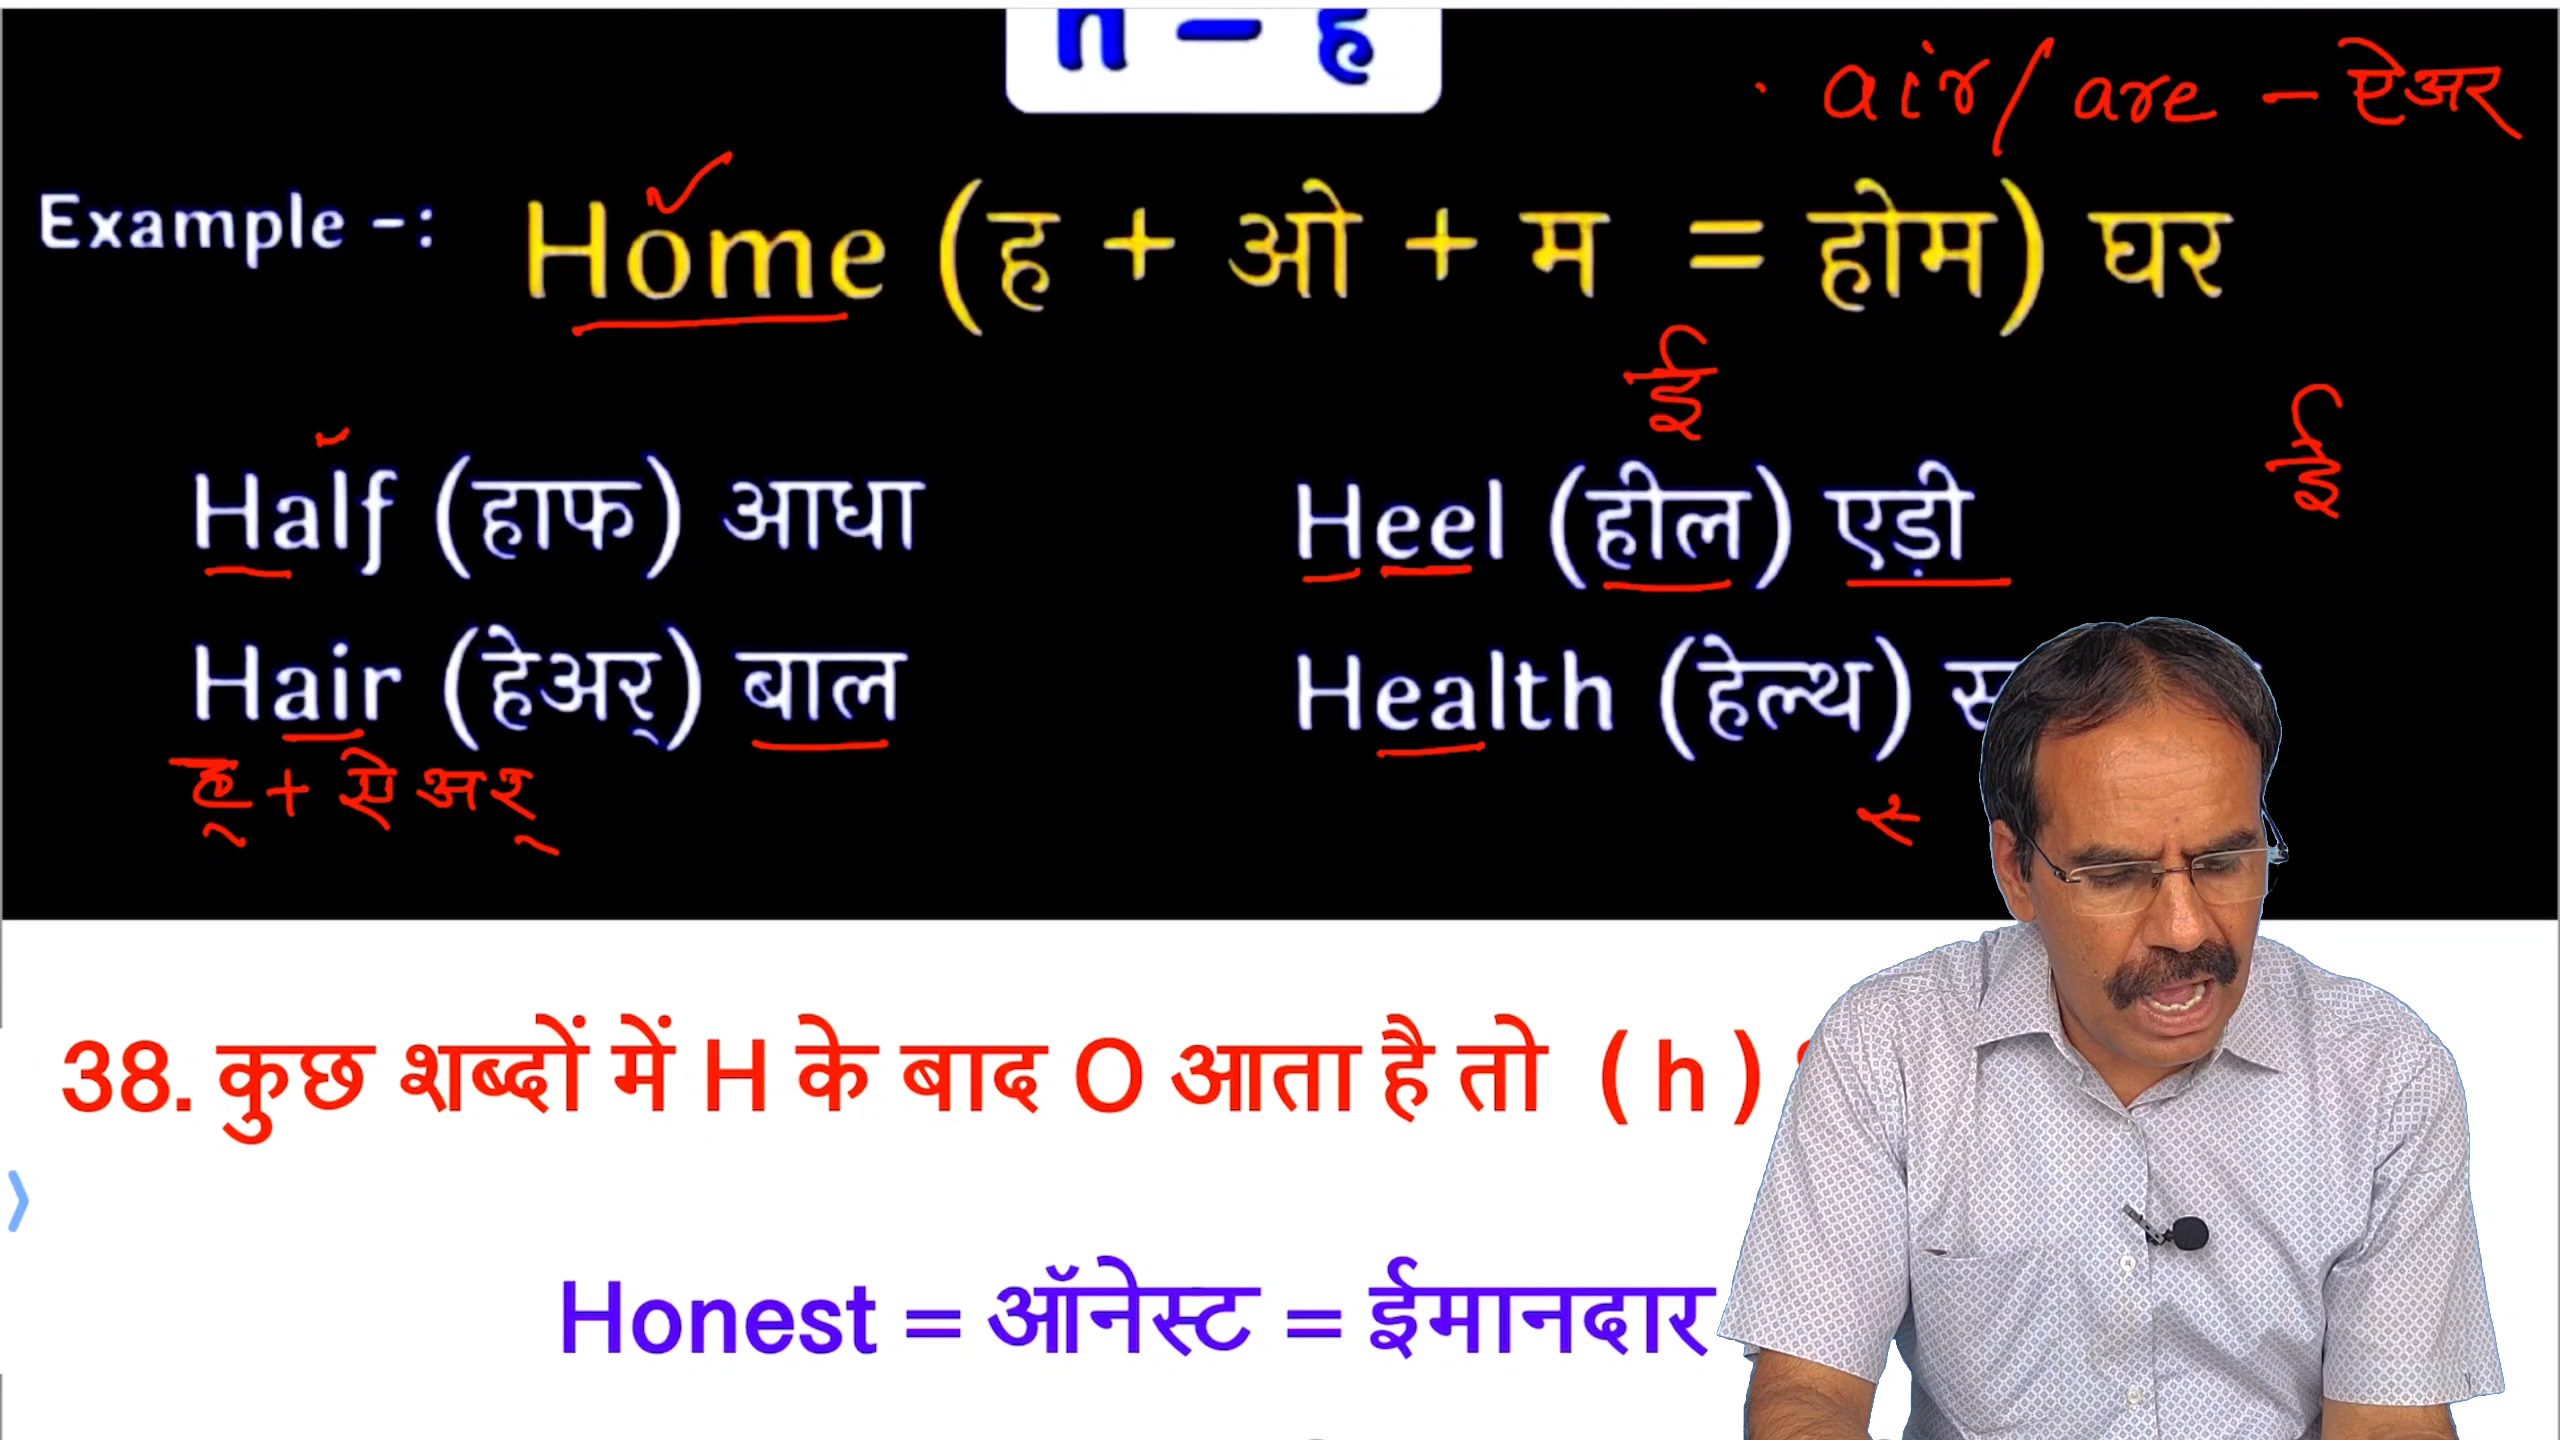 h – ह
· air / are – ऐअर
Example -: Home (ह + ओ + म = होम) घर
ई
ई
Half (हाफ) आधा
Heel (हील) एड़ी
Hair (हेअर्) बाल
Health (हेल्थ)
ह् + ऐ अर्
38. कुछ शब्दों में H के बाद O आता है तो ( h )
Honest = ऑनेस्ट = ईमानदार